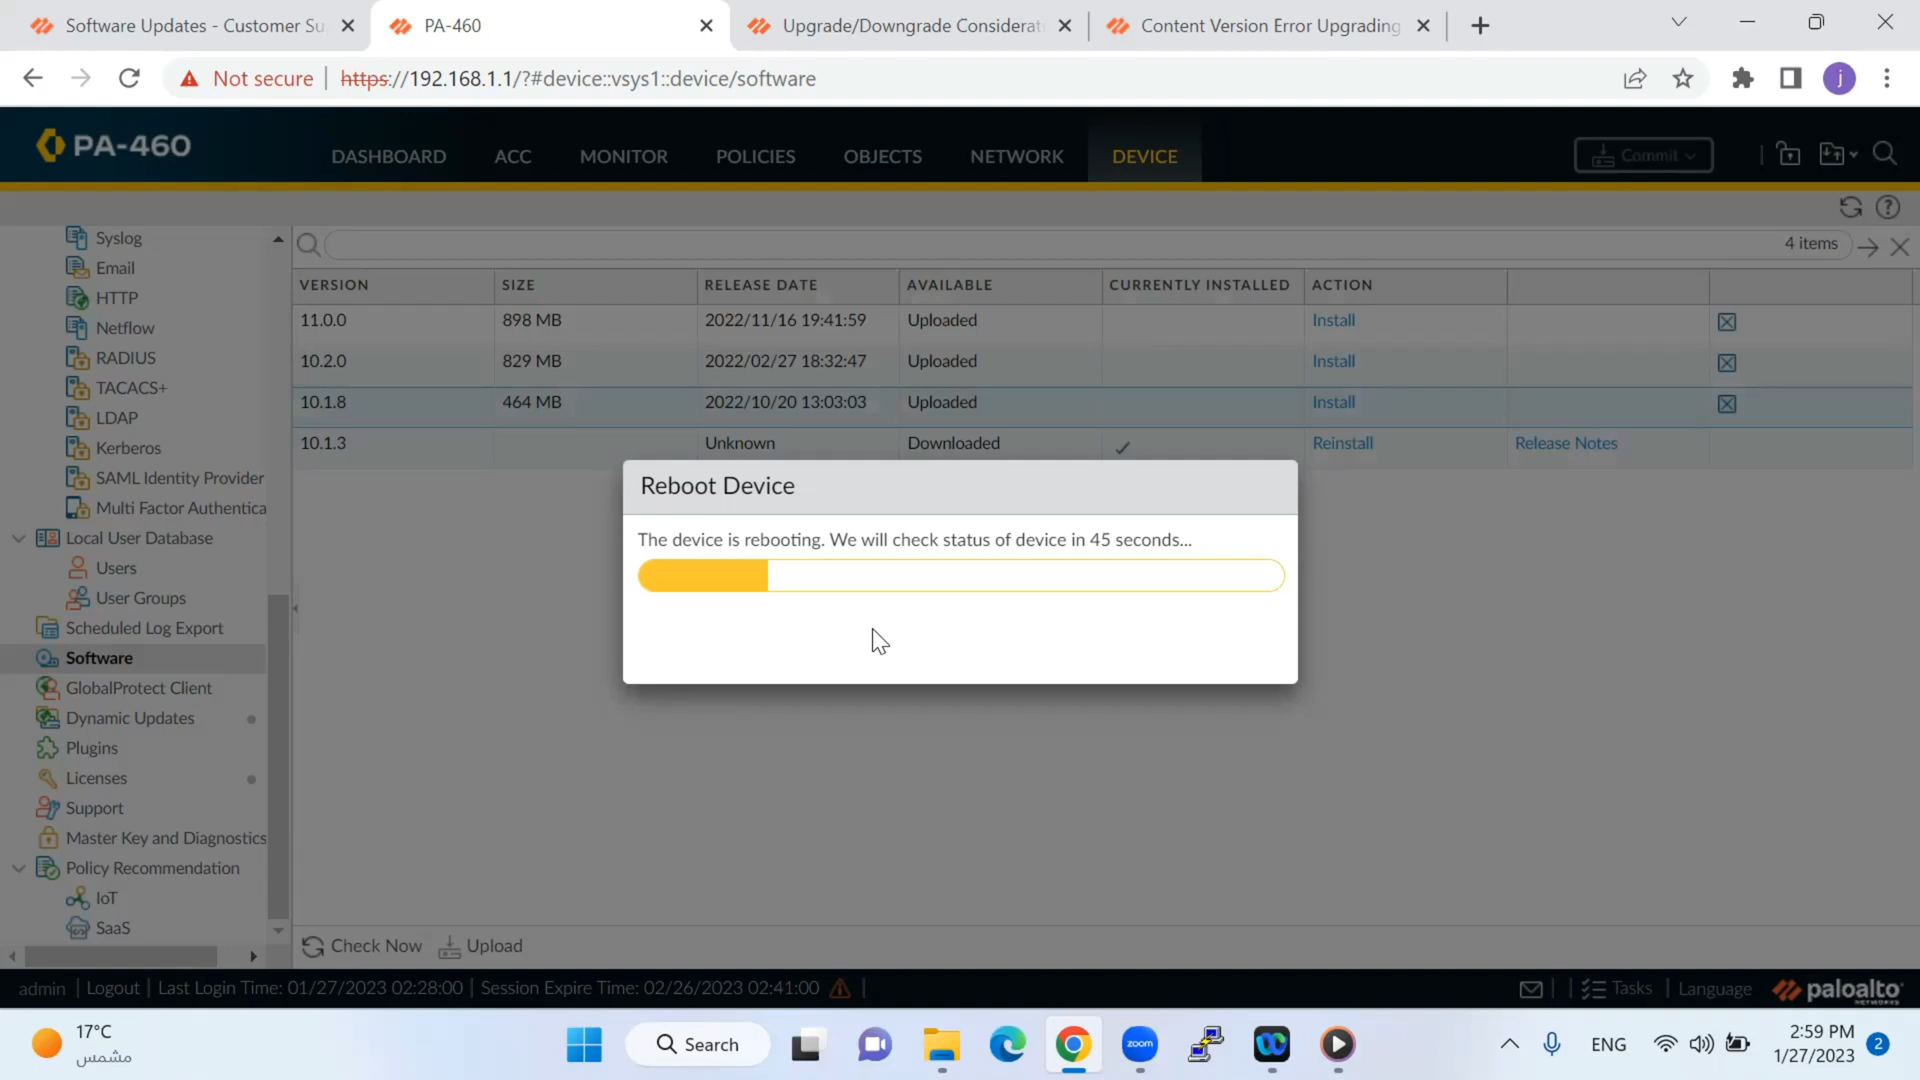 Software Updates - Customer Su
PA-460
Upgrade/Downgrade Considerat
Content Version Error Upgrading
Not secure
https://192.168.1.1/?#device::vsys1::device/software
j
PA-460
DASHBOARD
ACC
MONITOR
POLICIES
OBJECTS
NETWORK
DEVICE
Commit
Syslog
Email
HTTP
Netflow
RADIUS
TACACS+
LDAP
Kerberos
SAML Identity Provider
Multi Factor Authentica
Local User Database
Users
User Groups
Scheduled Log Export
Software
GlobalProtect Client
Dynamic Updates
Plugins
Licenses
Support
Master Key and Diagnostics
Policy Recommendation
IoT
SaaS
4 items
VERSION SIZE RELEASE DATE AVAILABLE CURRENTLY INSTALLED ACTION
11.0.0 898 MB 2022/11/16 19:41:59 Uploaded Install
10.2.0 829 MB 2022/02/27 18:32:47 Uploaded Install
10.1.8 464 MB 2022/10/20 13:03:03 Uploaded Install
10.1.3 Unknown Downloaded Reinstall Release Notes
Reboot Device
The device is rebooting. We will check status of device in 45 seconds...
Check Now
Upload
admin | Logout | Last Login Time: 01/27/2023 02:28:00 | Session Expire Time: 02/26/2023 02:41:00
Tasks | Language
paloalto
NETWORKS
17°C
مشمس
Search
zoom
ENG
2:59 PM
1/27/2023
2